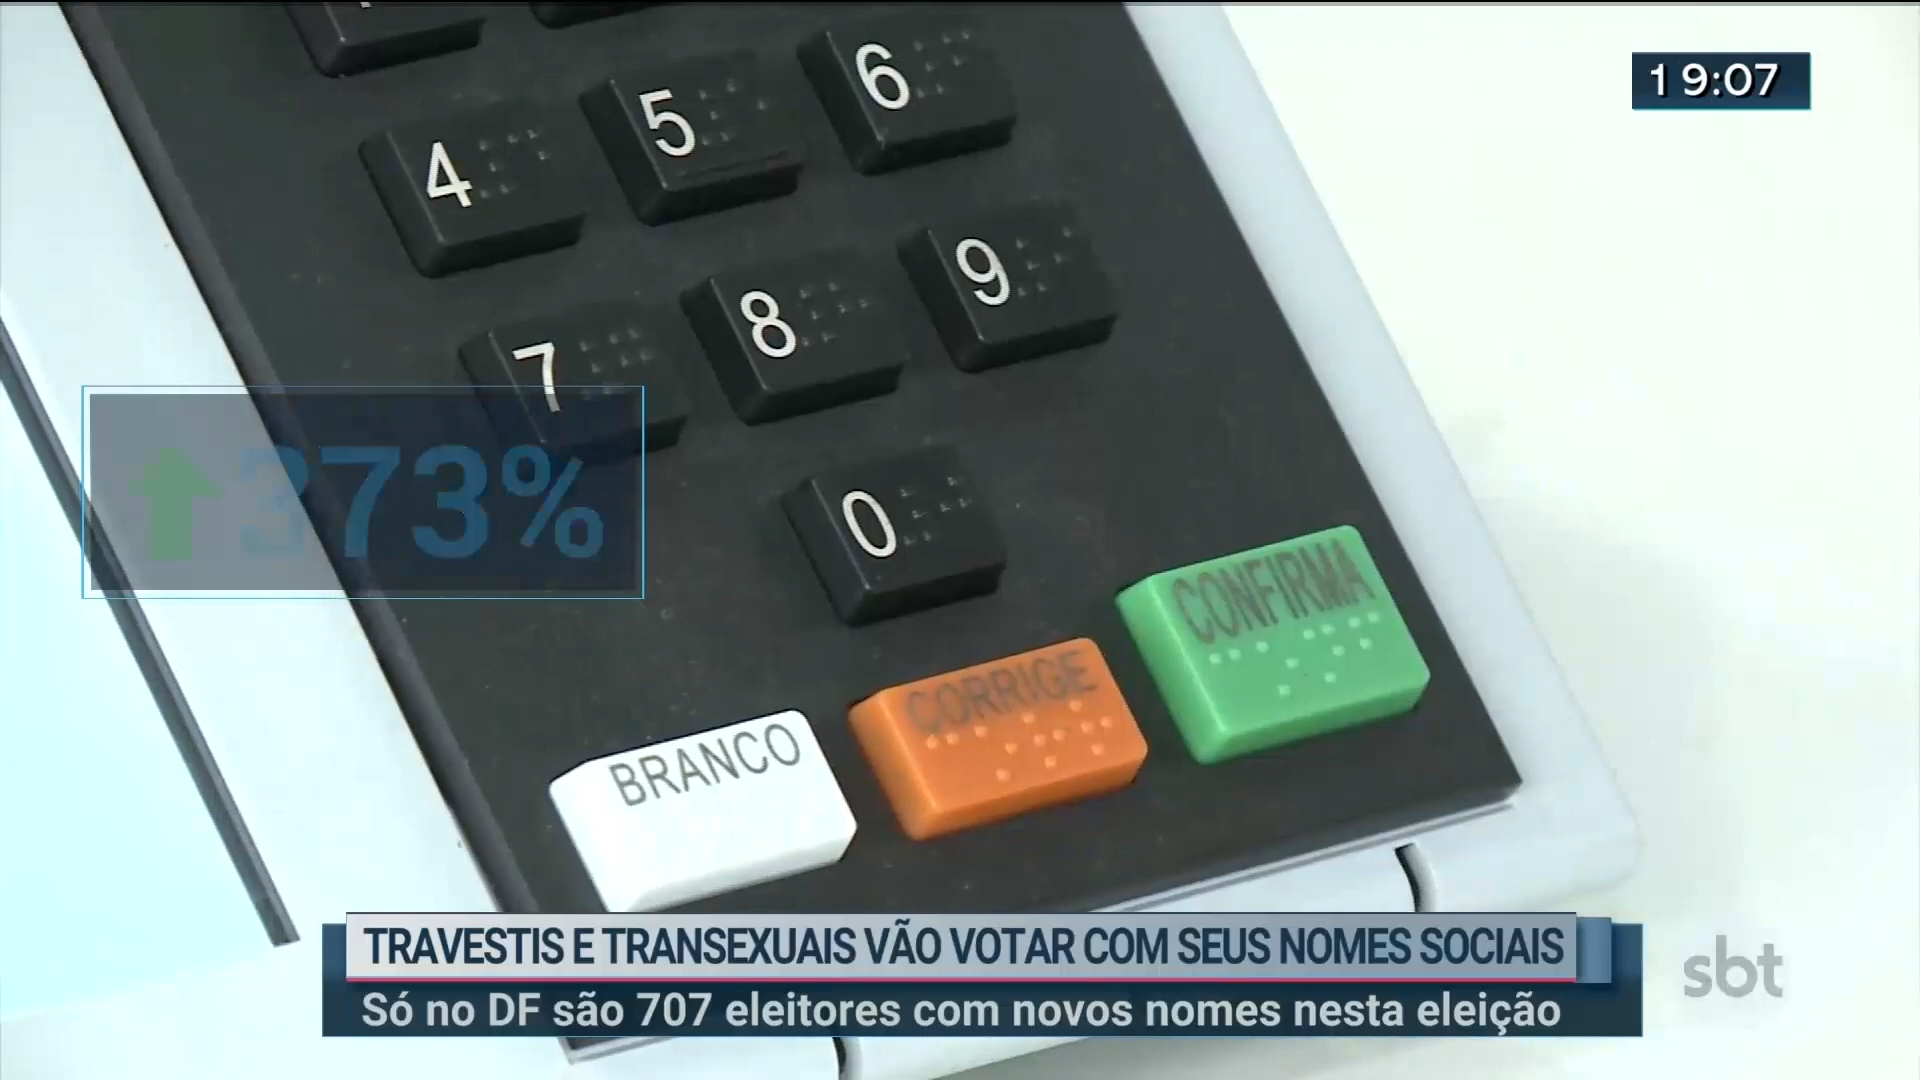 19:07
4 5 6
7 8 9
0
373%
BRANCO CORRIGE CONFIRMA
TRAVESTIS E TRANSEXUAIS VÃO VOTAR COM SEUS NOMES SOCIAIS
Só no DF são 707 eleitores com novos nomes nesta eleição
sbt